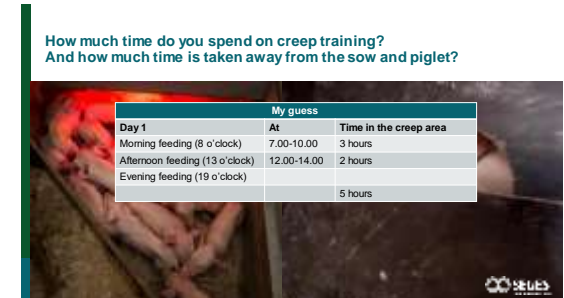 How much time do you spend on creep training?
And how much time is taken away from the sow and piglet?
My guess
Day 1 At Time in the creep area
Morning feeding (8 o'clock) 7.00-10.00 3 hours
Afternoon feeding (13 o'clock) 12.00-14.00 2 hours
Evening feeding (19 o'clock)
5 hours
SEGES